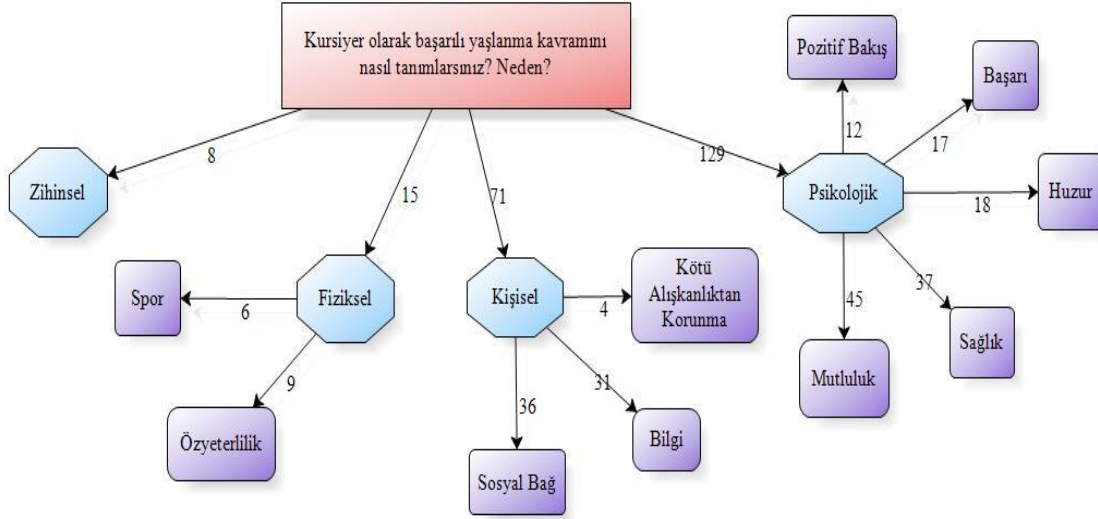 Kursiyer olarak başarılı yaşlanma kavramını
nasıl tanımlarsınız? Neden?
8
15
71
129
Zihinsel
Fiziksel
6
Spor
9
Özyeterlilik
Kişisel
4
Kötü
Alışkanlıktan
Korunma
36
Sosyal Bağ
31
Bilgi
Psikolojik
12
Pozitif Bakış
17
Başarı
18
Huzur
37
Sağlık
45
Mutluluk